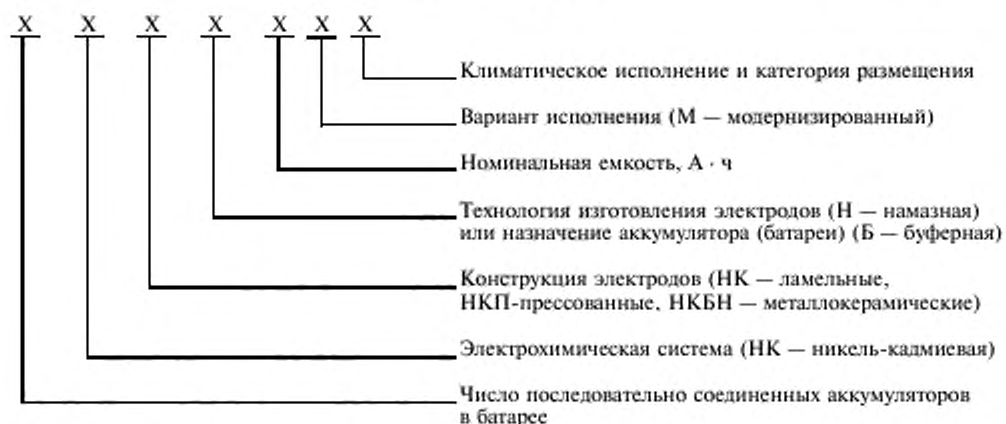 X X X X X X X
Климатическое исполнение и категория размещения
Вариант исполнения (М — модернизированный)
Номинальная емкость, А · ч
Технология изготовления электродов (Н — намазная)
или назначение аккумулятора (батареи) (Б — буферная)
Конструкция электродов (НК — ламельные,
НКП-прессованные, НКБН — металлокерамические)
Электрохимическая система (НК — никель-кадмиевая)
Число последовательно соединенных аккумуляторов
в батарее